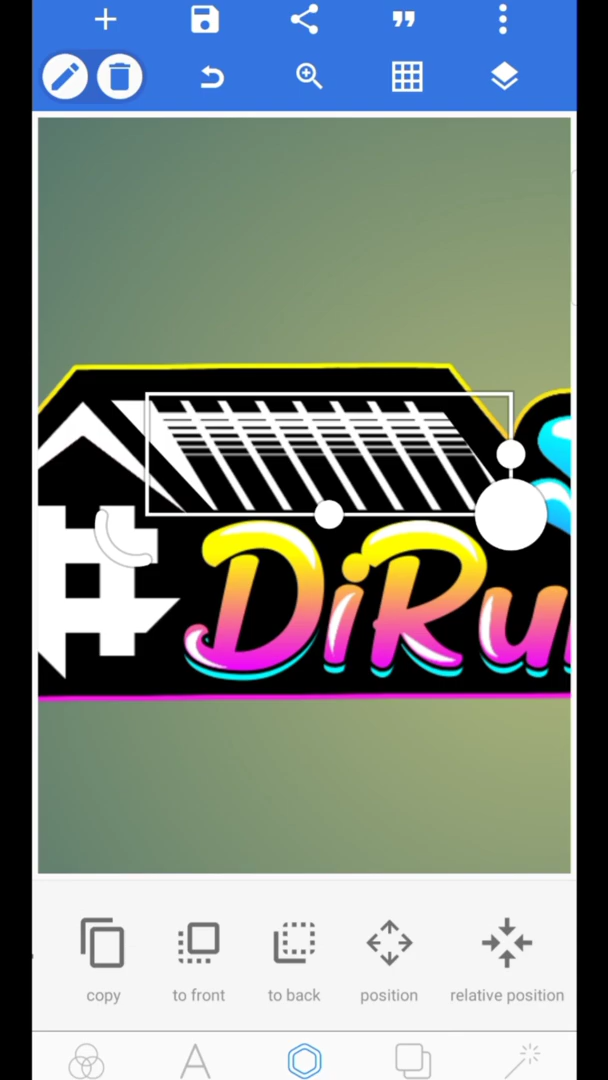 #DiRu
copy
to front
to back
position
relative position